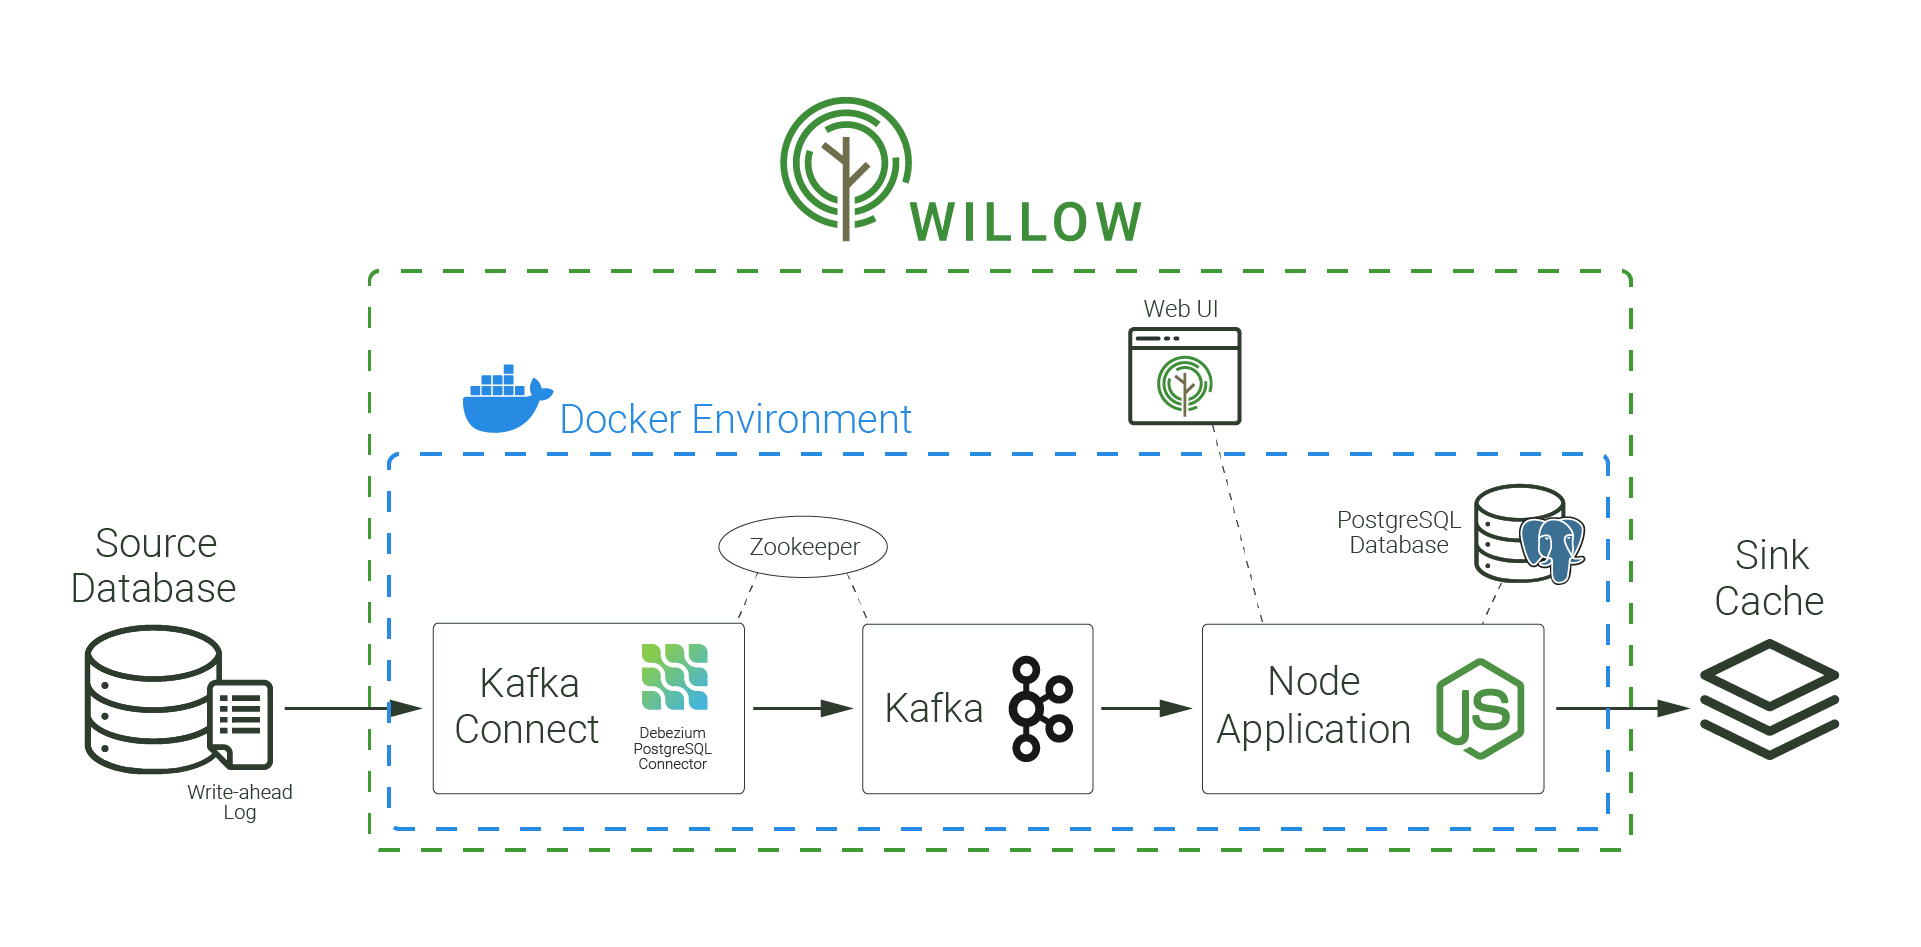 WILLOW
Web UI
Docker Environment
Source
Database
Write-ahead
Log
Zookeeper
PostgreSQL
Database
Kafka
Connect
Debezium
PostgreSQL
Connector
Kafka
Node
Application
JS
Sink
Cache